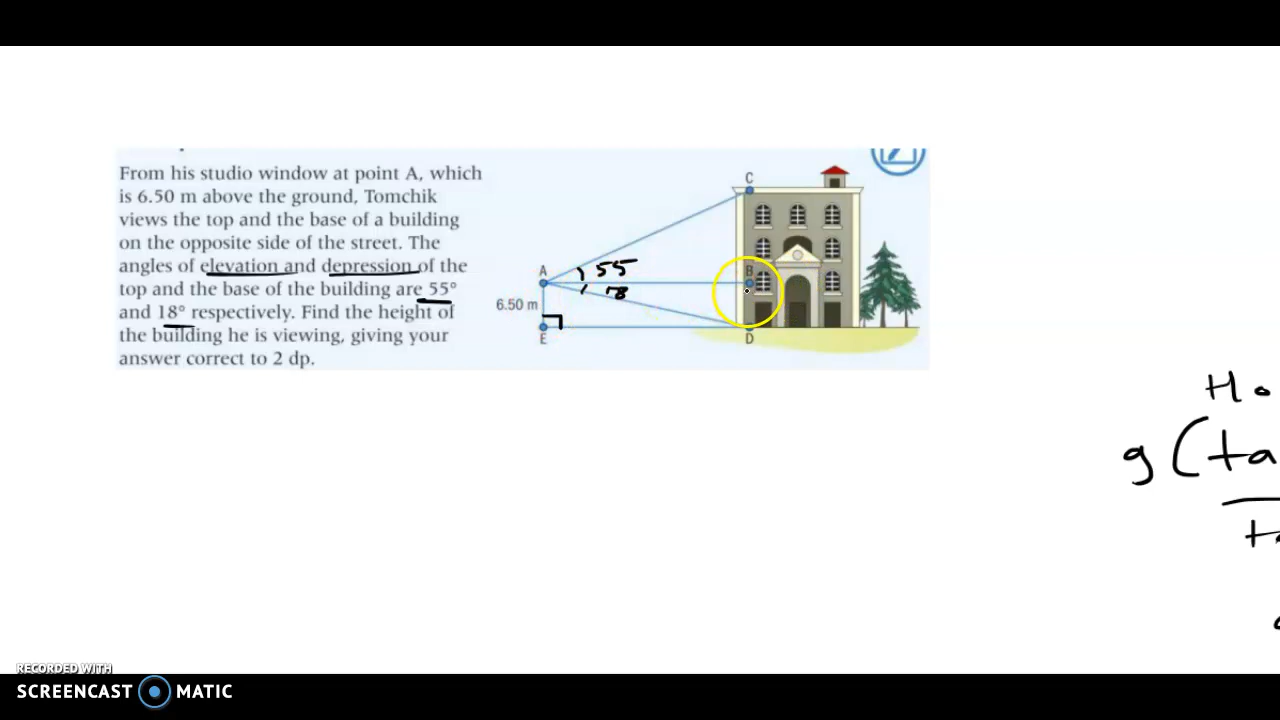 From his studio window at point A, which
is 6.50 m above the ground, Tomchik
views the top and the base of a building
on the opposite side of the street. The
angles of elevation and depression of the
top and the base of the building are 55°
and 18° respectively. Find the height of
the building he is viewing, giving your
answer correct to 2 dp.
C
A
55
B
18
6.50 m
E
D
Ho
g(ta
RECORDED WITH
SCREENCAST MATIC